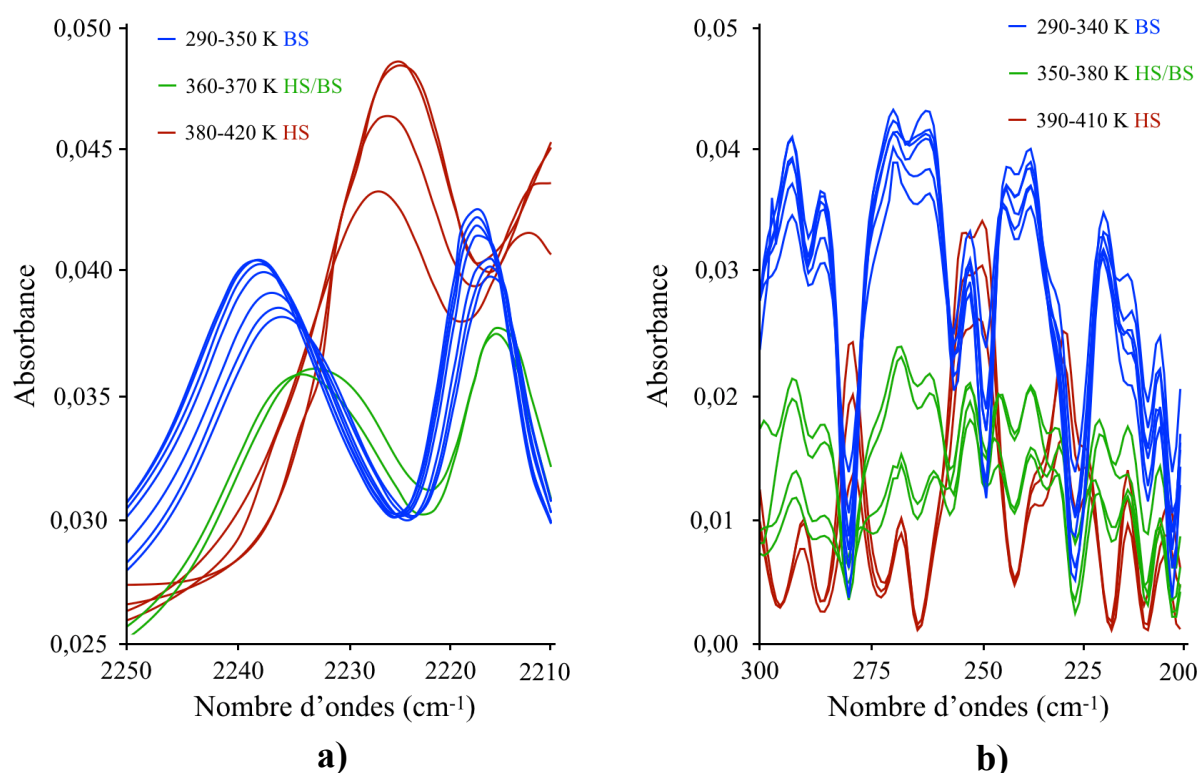 0,050
290-350 K BS
360-370 K HS/BS
380-420 K HS
0,045
0,040
0,035
0,030
0,025
Absorbance
2250
2240
2230
2220
2210
Nombre d’ondes (cm-1)
a)
0,05
290-340 K BS
350-380 K HS/BS
390-410 K HS
0,04
0,03
0,02
0,01
0,00
Absorbance
300
275
250
225
200
Nombre d’ondes (cm-1)
b)